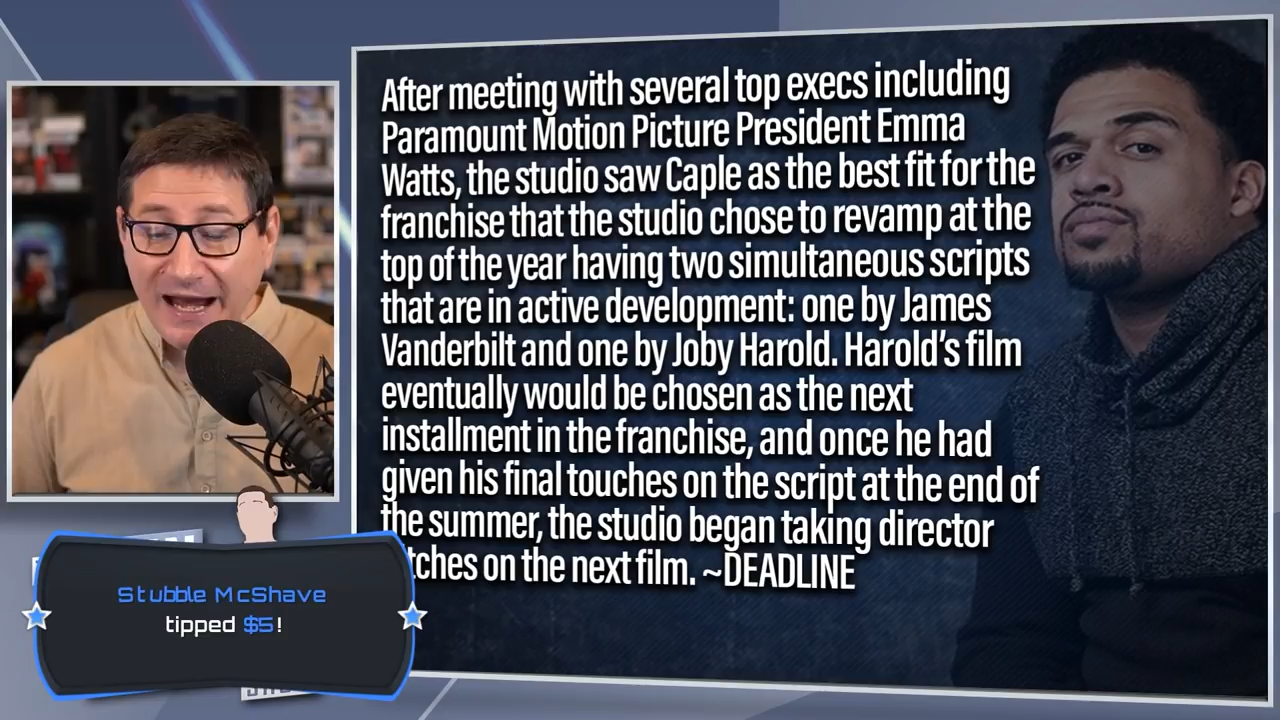 After meeting with several top execs including
Paramount Motion Picture President Emma
Watts, the studio saw Caple as the best fit for the
franchise that the studio chose to revamp at the
top of the year having two simultaneous scripts
that are in active development: one by James
Vanderbilt and one by Joby Harold. Harold's film
eventually would be chosen as the next
installment in the franchise, and once he had
given his final touches on the script at the end of
the summer, the studio began taking director
on the next film. ~DEADLINE
Stubble McShave
tipped $5!